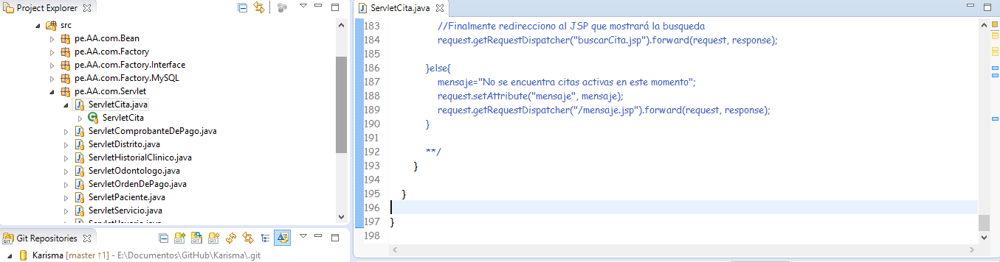 Project Explorer
src
pe.AA.com.Bean
pe.AA.com.Factory
pe.AA.com.Factory.Interface
pe.AA.com.Factory.MySQL
pe.AA.com.Servlet
ServletCita.java
ServletCita
ServletComprobanteDePago.java
ServletDistrito.java
ServletHistorialClinico.java
ServletOdontologo.java
ServletOrdenDePago.java
ServletPaciente.java
ServletServicio.java
Git Repositories
Karisma [master ↑1] - E:\Documentos\GitHub\Karisma\.git
ServletCita.java
183 //Finalmente redirecciono al JSP que mostrará la busqueda
184 request.getRequestDispatcher("buscarCita.jsp").forward(request, response);
185
186 }else{
187 mensaje="No se encuentra citas activas en este momento";
188 request.setAttribute("mensaje", mensaje);
189 request.getRequestDispatcher("/mensaje.jsp").forward(request, response);
190 }
191
192 **/
193 }
194
195 }
196
197 }
198